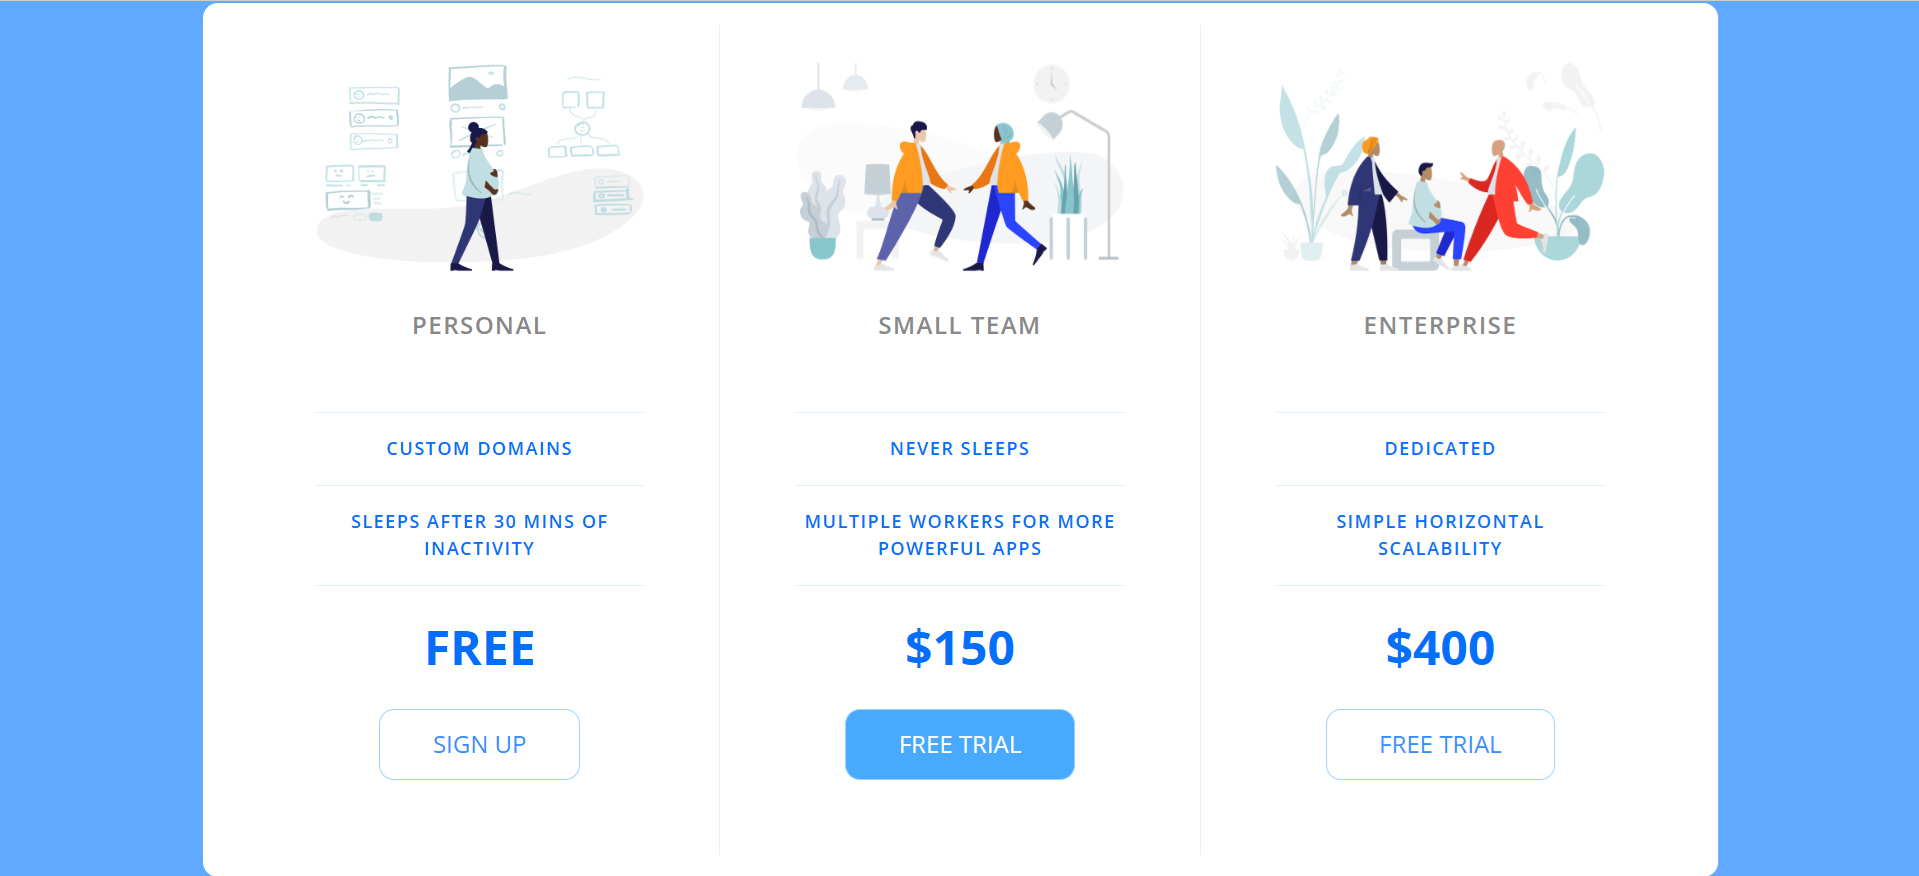 PERSONAL
CUSTOM DOMAINS
SLEEPS AFTER 30 MINS OF
INACTIVITY
FREE
SIGN UP
SMALL TEAM
NEVER SLEEPS
MULTIPLE WORKERS FOR MORE
POWERFUL APPS
$150
FREE TRIAL
ENTERPRISE
DEDICATED
SIMPLE HORIZONTAL
SCALABILITY
$400
FREE TRIAL